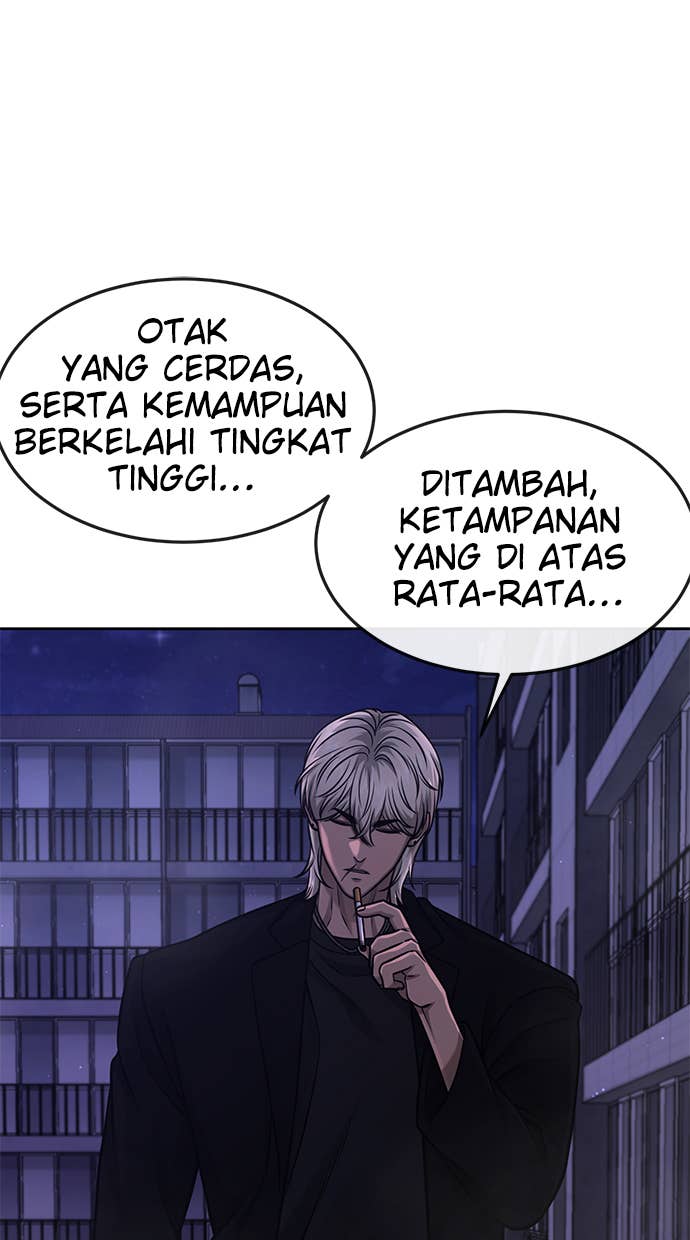 OTAK
YANG CERDAS,
SERTA KEMAMPUAN
BERKELAHI TINGKAT
TINGGI...
DITAMBAH,
KETAMPANAN
YANG DI ATAS
RATA-RATA...